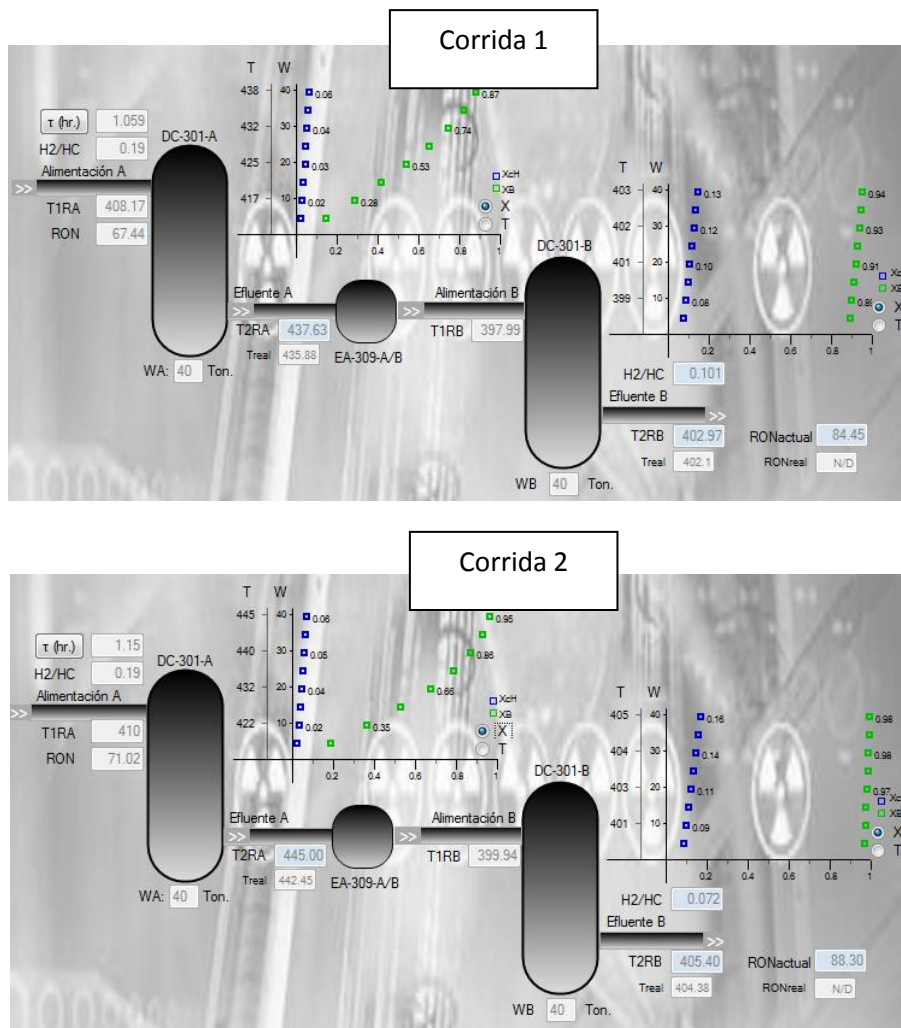 Corrida 1
T W
438 40 0.06 0.87
432 30 0.04 0.74
425 20 0.03 0.53
417 10 0.02 0.28
0.2 0.4 0.6 0.8 1
XcH
XB
X
T
τ (hr.) 1.059
H2/HC 0.19
DC-301-A
Alimentación A
>>
T1RA 408.17
RON 67.44
WA: 40 Ton.
Efluente A
>>
T2RA 437.63
Treal 435.88
EA-309-A/B
Alimentación B
>>
T1RB 397.99
DC-301-B
T W
403 40 0.13 0.94
402 30 0.12 0.93
401 20 0.10 0.91
399 10 0.08
0.2 0.4 0.6 0.8 1
XcH
XB
X
T
H2/HC 0.101
Efluente B
>>
T2RB 402.97
Treal 402.1
RONactual 84.45
RONreal N/D
WB 40 Ton.
Corrida 2
T W
445 40 0.06 0.95
440 30 0.05 0.86
432 20 0.04 0.66
422 10 0.02 0.35
0.2 0.4 0.6 0.8 1
XcH
XB
X
T
τ (hr.) 1.15
H2/HC 0.19
DC-301-A
Alimentación A
>>
T1RA 410
RON 71.02
WA: 40 Ton.
Efluente A
>>
T2RA 445.00
Treal 442.45
EA-309-A/B
Alimentación B
>>
T1RB 399.94
DC-301-B
T W
405 40 0.16 0.98
404 30 0.14 0.98
403 20 0.11 0.97
401 10 0.09
0.2 0.4 0.6 0.8 1
XcH
XB
X
T
H2/HC 0.072
Efluente B
>>
T2RB 405.40
Treal 404.38
RONactual 88.30
RONreal N/D
WB 40 Ton.